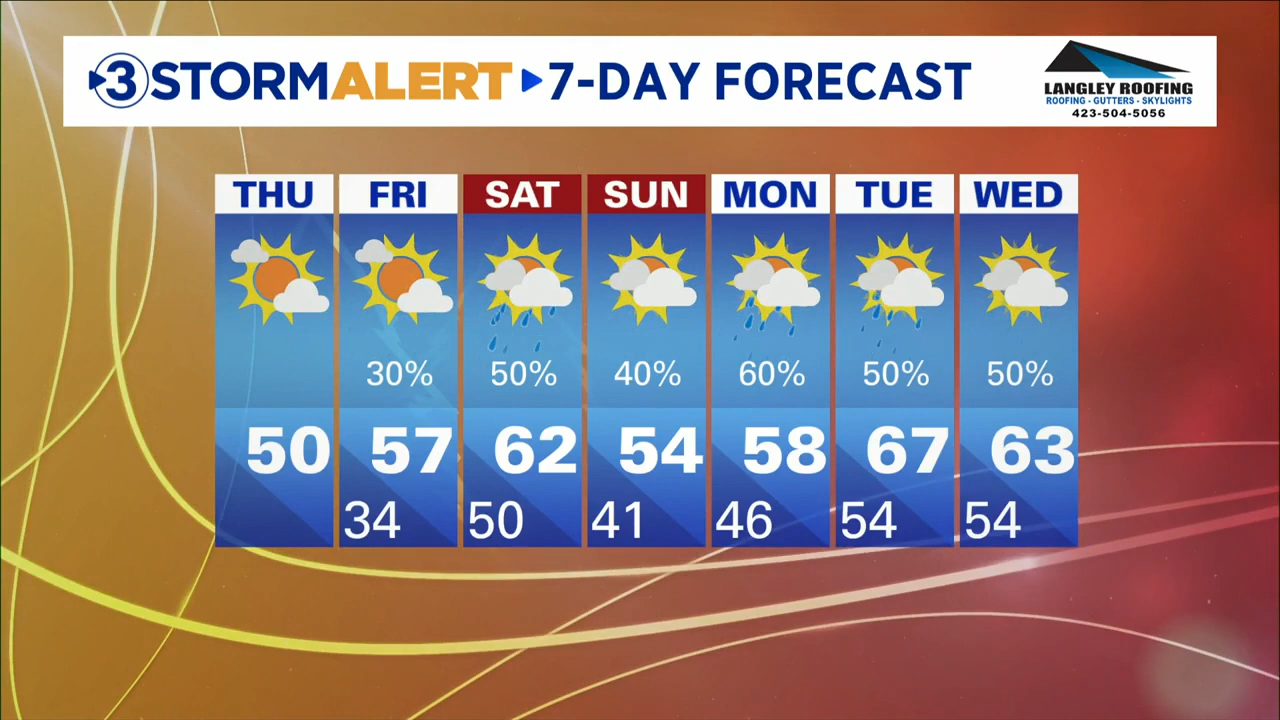 3 STORMALERT 7-DAY FORECAST
LANGLEY ROOFING
ROOFING - GUTTERS - SKYLIGHTS
423-504-5056
THU FRI SAT SUN MON TUE WED
30% 50% 40% 60% 50% 50%
50 57 62 54 58 67 63
34 50 41 46 54 54